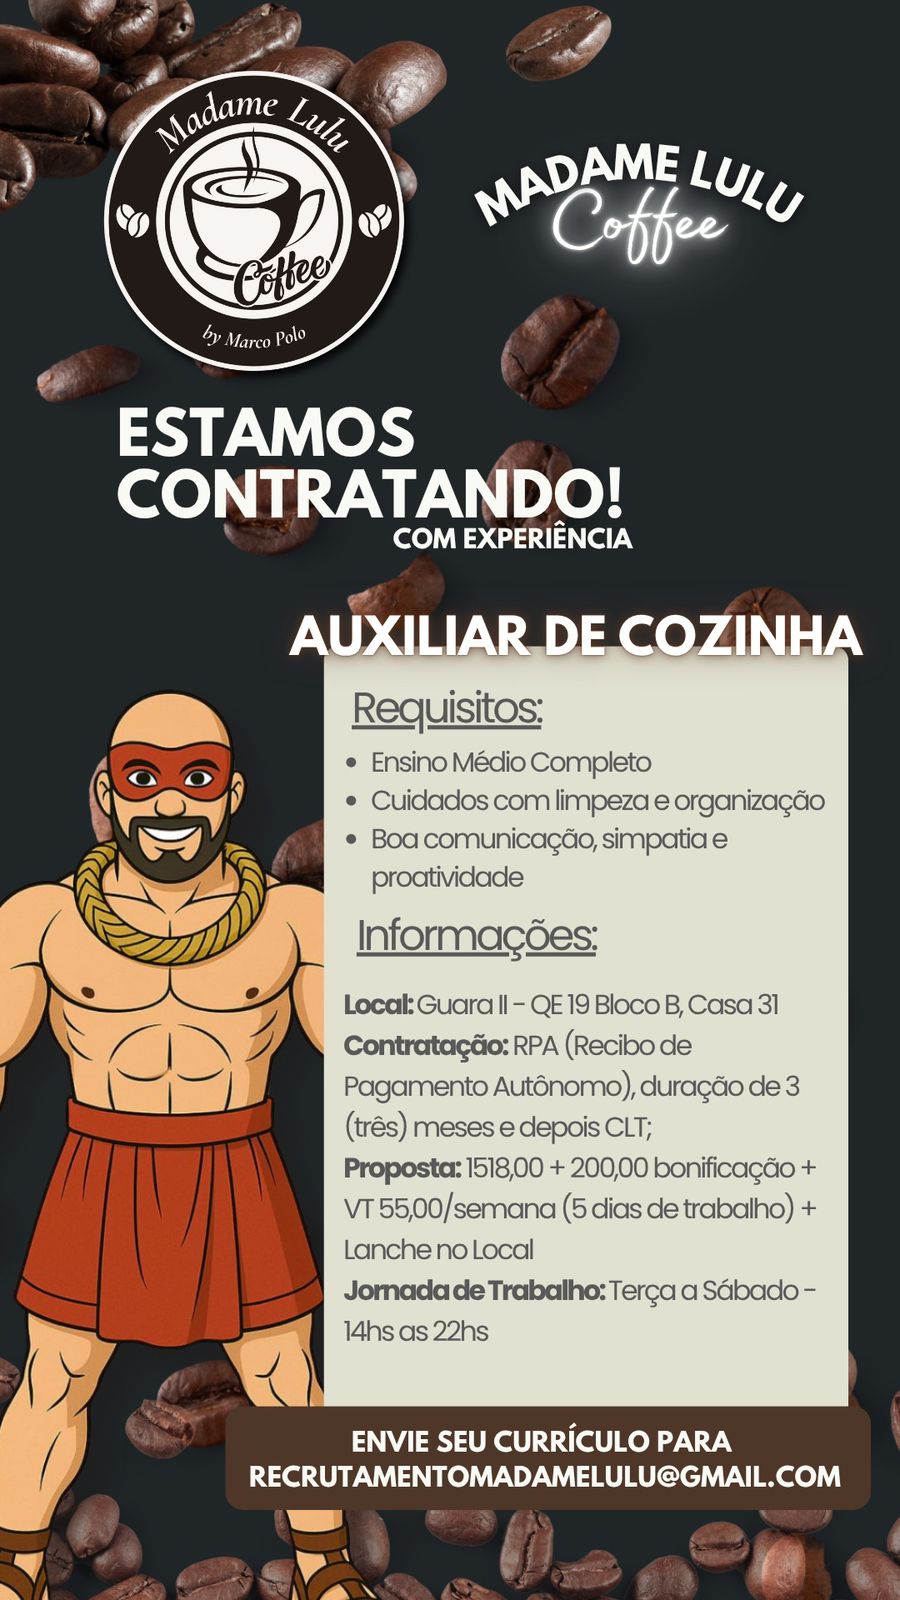 Madame Lulu
Coffee
by Marco Polo
MADAME LULU
Coffee
ESTAMOS
CONTRATANDO!
COM EXPERIÊNCIA
AUXILIAR DE COZINHA
Requisitos:
• Ensino Médio Completo
• Cuidados com limpeza e organização
• Boa comunicação, simpatia e
proatividade
Informações:
Local: Guara II - QE 19 Bloco B, Casa 31
Contratação: RPA (Recibo de
Pagamento Autônomo), duração de 3
(três) meses e depois CLT;
Proposta: 1518,00 + 200,00 bonificação +
VT 55,00/semana (5 dias de trabalho) +
Lanche no Local
Jornada de Trabalho: Terça a Sábado -
14hs as 22hs
ENVIE SEU CURRÍCULO PARA
RECRUTAMENTOMADAMELULU@GMAIL.COM